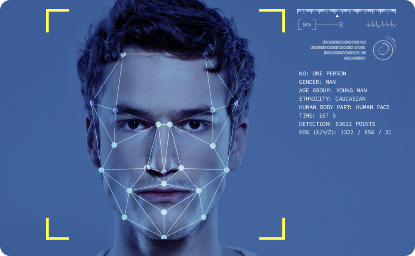 NO: ONE PERSON
GENDER: MAN
AGE GROUP: YOUNG MAN
ETHNICITY: CAUCASIAN
HUMAN BODY PART: HUMAN FACE
TIME: 167 S
DETECTION: 53621 POINTS
POS (X/Y/Z): 1322 / 856 / 21